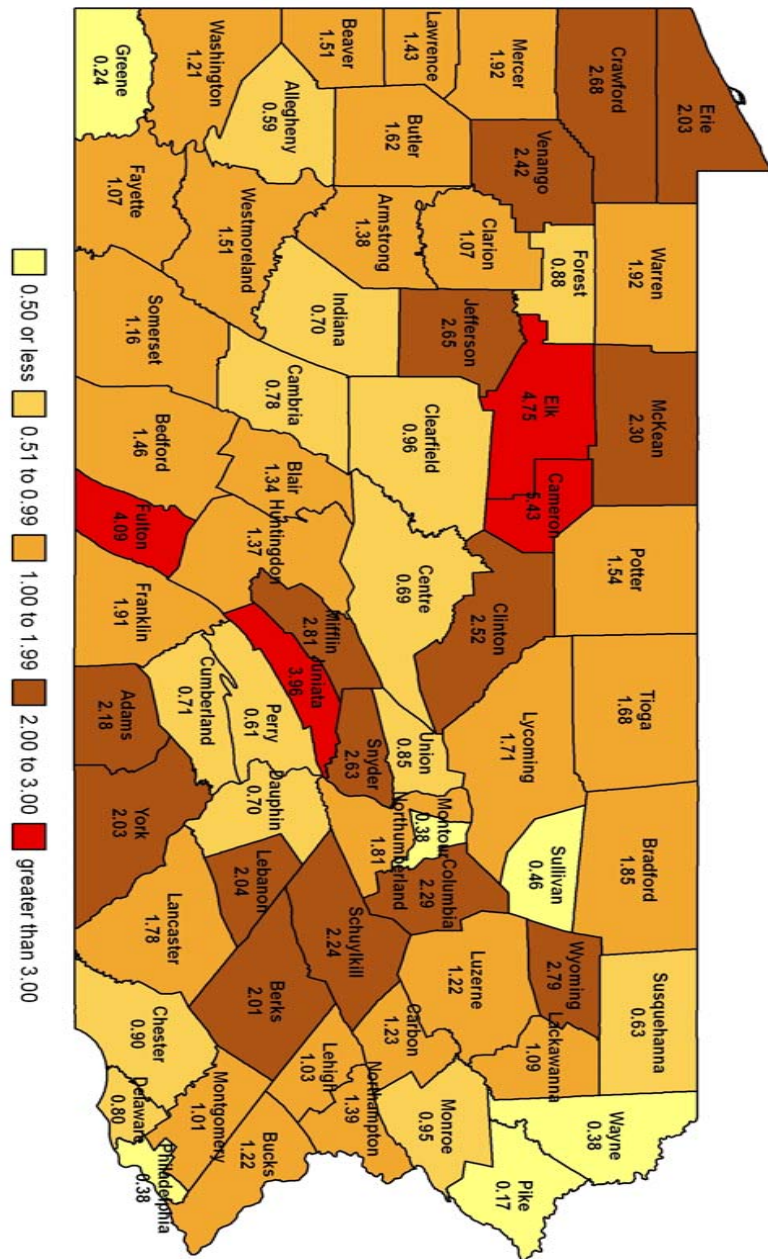 Erie
2.03
Crawford
2.68
Mercer
1.92
Lawrence
1.43
Beaver
1.51
Washington
1.21
Greene
0.24
Allegheny
0.59
Butler
1.62
Venango
2.42
Warren
1.92
Forest
0.88
Clarion
1.07
Armstrong
1.38
Westmoreland
1.51
Fayette
1.07
Indiana
0.70
Jefferson
2.65
McKean
2.30
Elk
4.75
Cameron
5.43
Clearfield
0.96
Cambria
0.78
Somerset
1.16
Bedford
1.46
Blair
1.34
Huntingdon
1.37
Fulton
4.09
Franklin
1.91
Potter
1.54
Clinton
2.52
Centre
0.69
Mifflin
2.81
Juniata
3.96
Perry
0.61
Cumberland
0.71
Adams
2.18
Tioga
1.68
Lycoming
1.71
Union
0.85
Snyder
2.63
Dauphin
0.70
York
2.03
Bradford
1.85
Sullivan
0.46
Montour
0.38
Northumberland
1.81
Columbia
2.29
Schuylkill
2.24
Lebanon
2.04
Lancaster
1.78
Susquehanna
0.63
Wyoming
2.79
Lackawanna
1.09
Luzerne
1.22
Carbon
1.23
Berks
2.01
Chester
0.90
Wayne
0.38
Pike
0.17
Monroe
0.95
Northampton
1.39
Lehigh
1.03
Montgomery
1.01
Bucks
1.22
Delaware
0.80
Philadelphia
0.38
0.50 or less
0.51 to 0.99
1.00 to 1.99
2.00 to 3.00
greater than 3.00